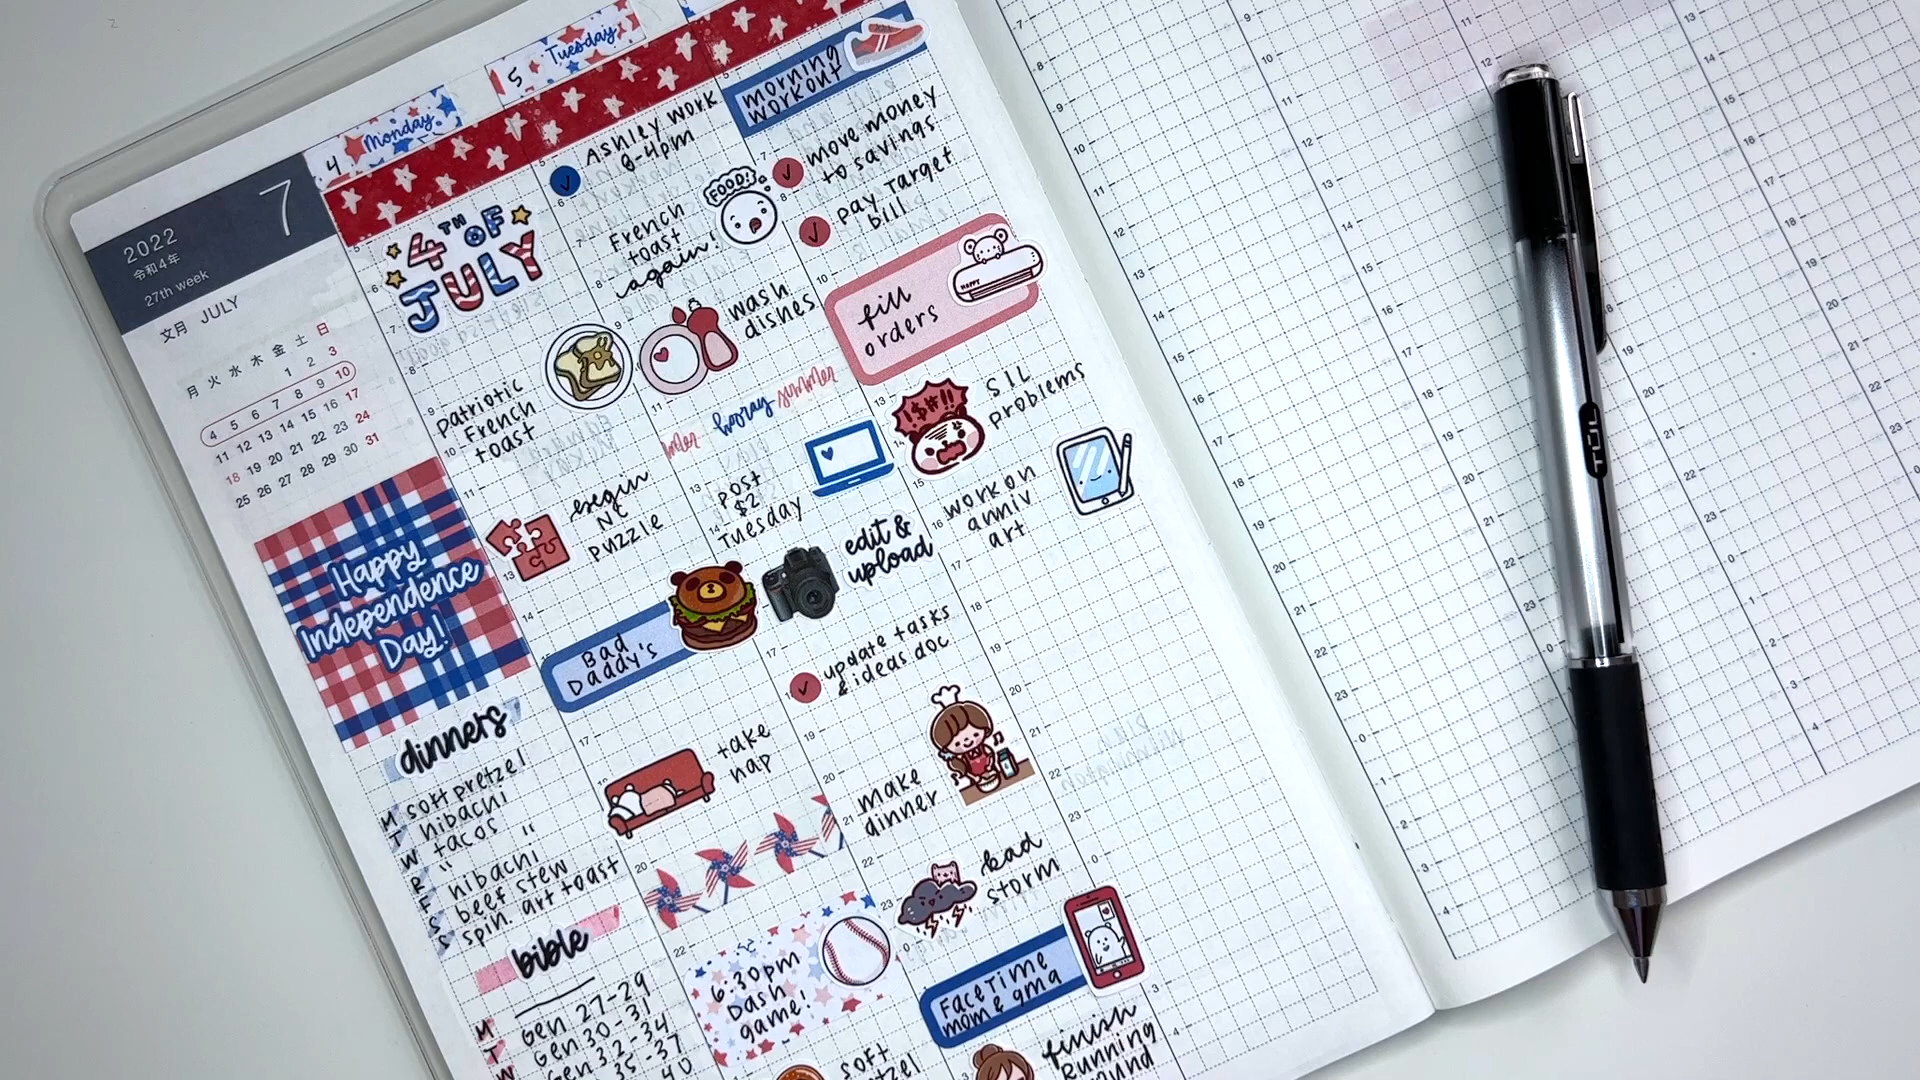 2022
7
令和4年
27th week
文月 JULY
月 火 水 木 金 土 日
1 2 3
4 5 6 7 8 9 10
11 12 13 14 15 16 17
18 19 20 21 22 23 24
25 26 27 28 29 30 31
Happy
Independence
Day!
dinners
M soft pretzel
T hibachi
W tacos
R " "
F hibachi
S beef stew
S spin. art toast
bible
M Gen 27-29
T Gen 30-31
W Gen 32-34
35-37
40
4 Monday
4TH OF
JULY
patriotic
French
toast
begin
NC
puzzle
Bad
Daddy's
take
nap
6:30pm
Dash
game!
soft
5 Tuesday
Ashley work
6-4pm
French
toast
again!
FOOD!
wash
dishes
hooray summer
post
$2
Tuesday
edit &
upload
update tasks
& ideas doc
make
dinner
bad
storm
FaceTime
mom & gma
finish
Running
morning
workout
move money
to savings
pay Target
bill
fill
orders
HAPPY
!$#!!
SIL
problems
work on
anniv
art
TUL